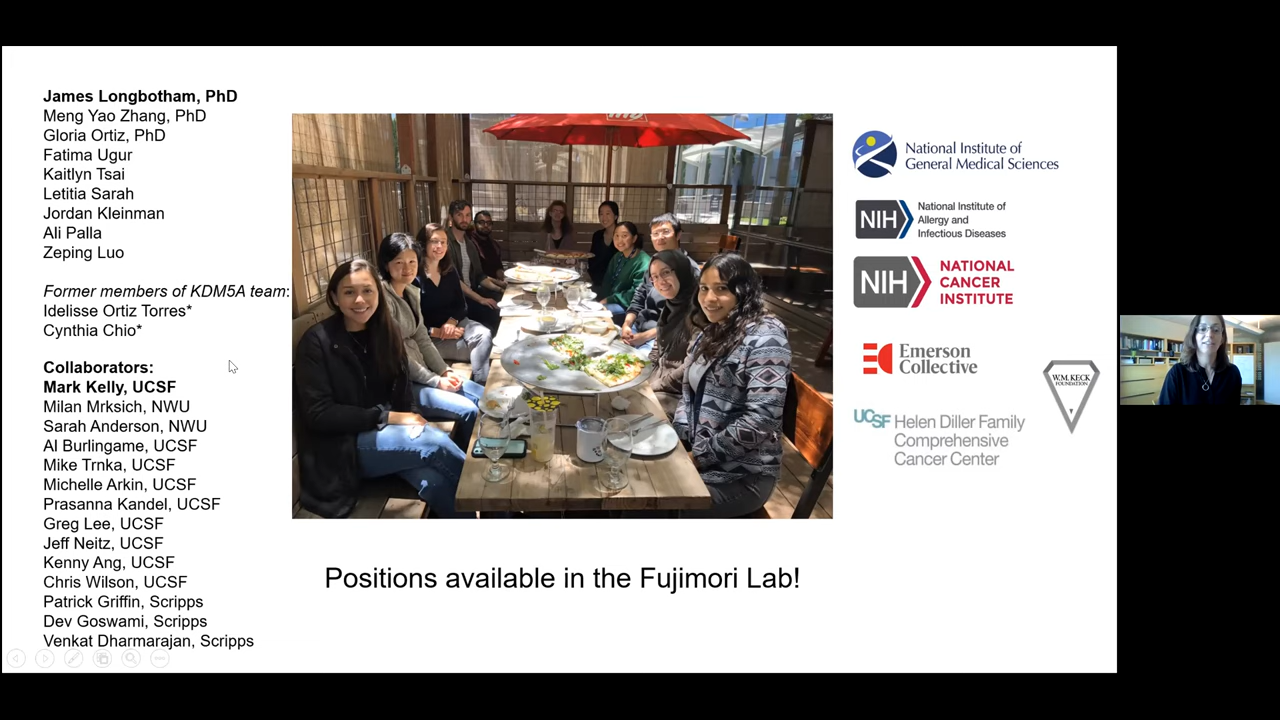 James Longbotham, PhD
Meng Yao Zhang, PhD
Gloria Ortiz, PhD
Fatima Ugur
Kaitlyn Tsai
Letitia Sarah
Jordan Kleinman
Ali Palla
Zeping Luo
Former members of KDM5A team:
Idelisse Ortiz Torres*
Cynthia Chio*
Collaborators:
Mark Kelly, UCSF
Milan Mrksich, NWU
Sarah Anderson, NWU
Al Burlingame, UCSF
Mike Trnka, UCSF
Michelle Arkin, UCSF
Prasanna Kandel, UCSF
Greg Lee, UCSF
Jeff Neitz, UCSF
Kenny Ang, UCSF
Chris Wilson, UCSF
Patrick Griffin, Scripps
Dev Goswami, Scripps
Venkat Dharmarajan, Scripps
Positions available in the Fujimori Lab!
National Institute of
General Medical Sciences
NIH
National Institute of
Allergy and
Infectious Diseases
NIH
NATIONAL
CANCER
INSTITUTE
Emerson
Collective
W.M. KECK
FOUNDATION
UCSF Helen Diller Family
Comprehensive
Cancer Center